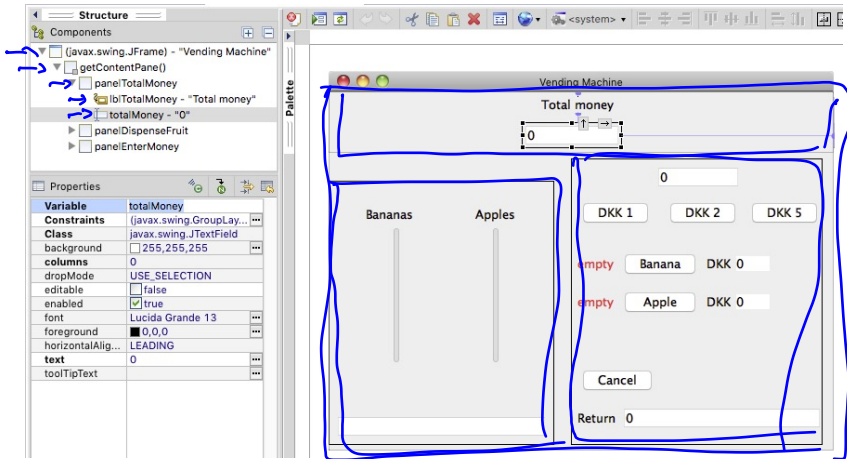 Structure
Components
(javax.swing.JFrame) - "Vending Machine"
getContentPane()
panelTotalMoney
lblTotalMoney - "Total money"
totalMoney - "0"
panelDispenseFruit
panelEnterMoney
Properties
Variable totalMoney
Constraints (javax.swing.GroupLay...
Class javax.swing.JTextField
background 255,255,255
columns 0
dropMode USE_SELECTION
editable false
enabled true
font Lucida Grande 13
foreground 0,0,0
horizontalAlig... LEADING
text 0
toolTipText
Palette
<system>
Vending Machine
Total money
0
Bananas Apples
0
DKK 1 DKK 2 DKK 5
empty Banana DKK 0
empty Apple DKK 0
Cancel
Return 0